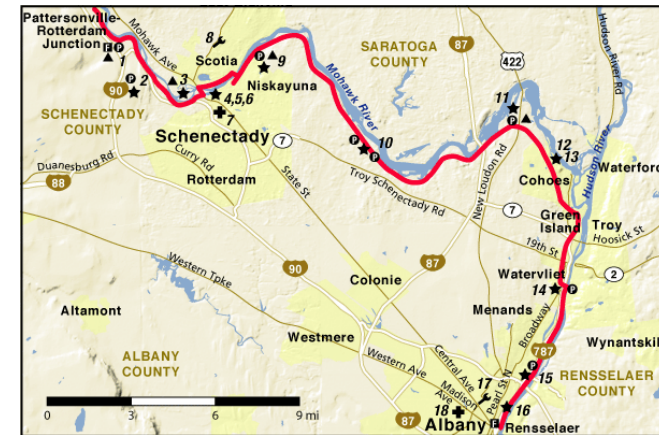 Pattersonville-
Rotterdam
Junction
Mohawk Ave
8
Scotia
SARATOGA
COUNTY
87
Hudson River
Hudson River Rd
F P
1
P
2
3
P
9
Niskayuna
422
90
SCHENECTADY
COUNTY
4,5,6
7
Schenectady
Mohawk River
11
P
7
P
10
P
12
13
Duanesburg Rd
Curry Rd
Troy Schenectady Rd
New Loudon Rd
Cohoes
Waterford
Hudson River
88
Rotterdam
State St
7
Green
Island
Troy
Hoosick St
19th St
Western Tpke
90
87
2
Colonie
Watervliet
14
P
Altamont
Menands
Broadway
Westmere
787
Wynantskill
ALBANY
COUNTY
Western Ave
Central Ave
Madison
Ave
Pearl St N
P
15
RENSSELAER
COUNTY
17
0 3 6 9 mi
87
18
Albany
F
16
Rensselaer